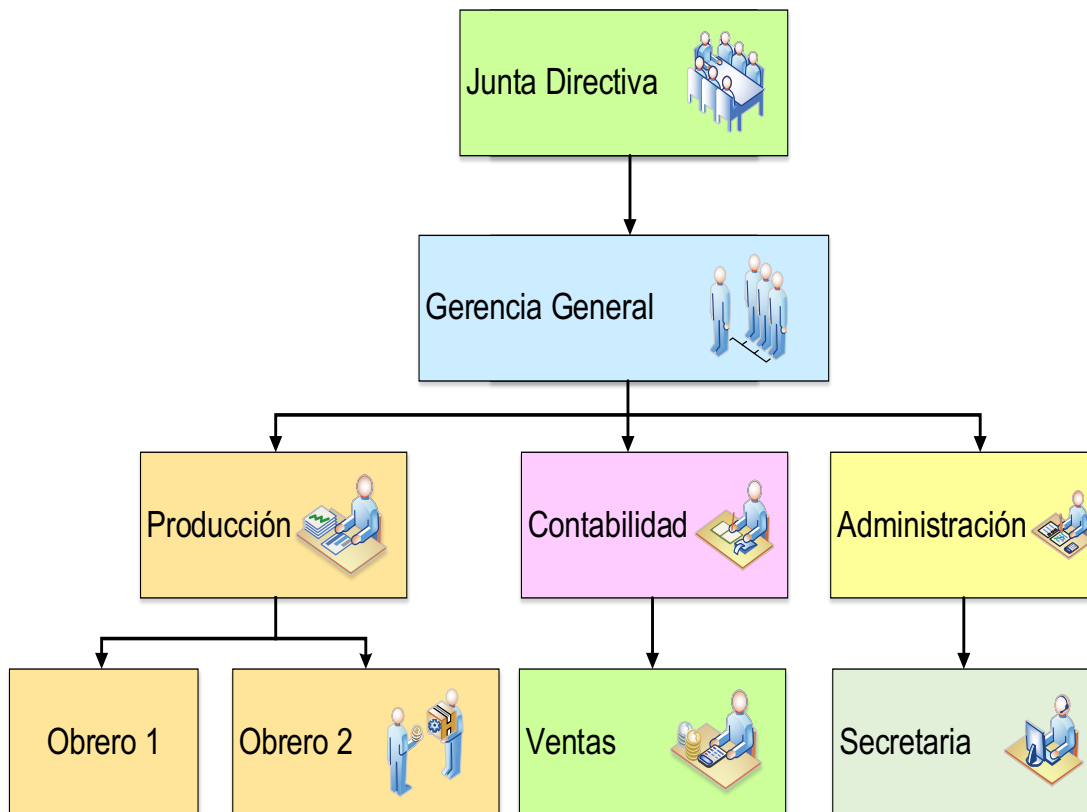 Junta Directiva
Gerencia General
Producción
Contabilidad
Administración
Obrero 1
Obrero 2
Ventas
Secretaria